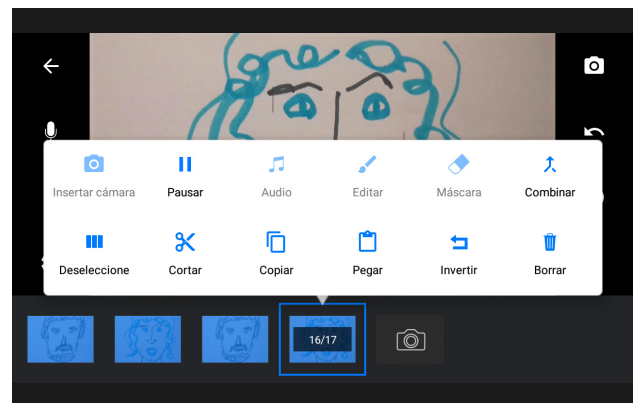 Insertar cámara Pausar Audio Editar Máscara Combinar
Deseleccione Cortar Copiar Pegar Invertir Borrar
16/17